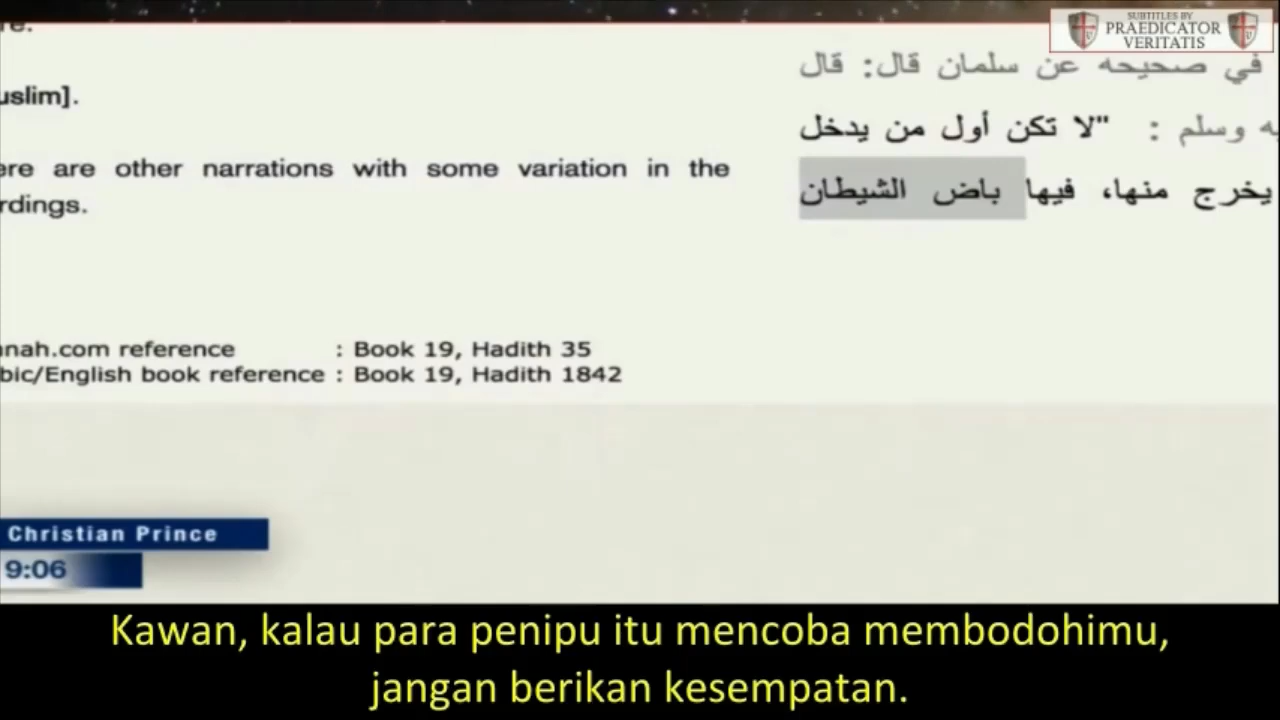 SUBTITLES BY
PRAEDICATOR
VERITATIS
في صحيحه عن سلمان قال: قال
وسلم : "لا تكن أول من يدخل
يخرج منها، فيها باض الشيطان
uslim].
ere are other narrations with some variation in the
rdings.
nnah.com reference : Book 19, Hadith 35
bic/English book reference : Book 19, Hadith 1842
Christian Prince
9:06
Kawan, kalau para penipu itu mencoba membodohimu,
jangan berikan kesempatan.